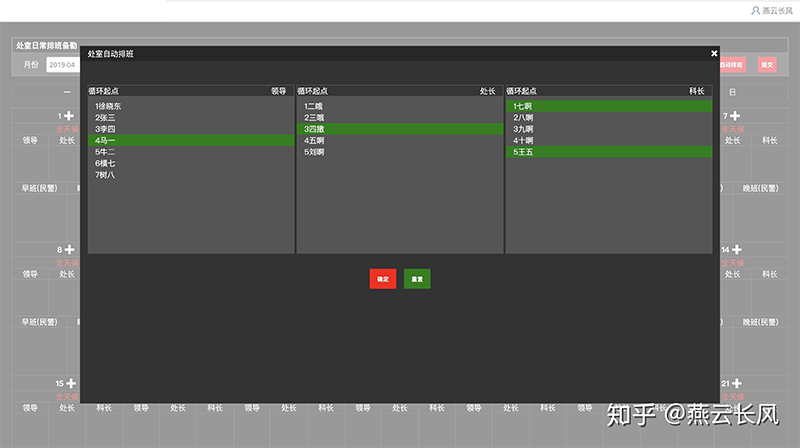 燕云长风
处室日常排班备勤
处室自动排班
月份 2019-04
自动排班 提交
循环起点 领导 循环起点 处长 循环起点 科长
一
日
1徐晓东
2张三
3李四
4马一
5牛二
6横七
7树八
1二哦
2三哦
3四撒
4五啊
5刘啊
1七啊
2八啊
3九啊
4十啊
5王五
1
7
全天候
全天候
领导 处长
处长 科长
早班(民警)
晚班(民警)
8
14
全天候
全天候
领导 处长
处长 科长
确定 重置
早班(民警)
晚班(民警)
15
21
全天候
全天候
领导 处长 科长 领导 处长 科长 领导 处长 科长 领导 处长 科长 领导 处长 科长 领导 处长
处长 科长
知乎 @燕云长风